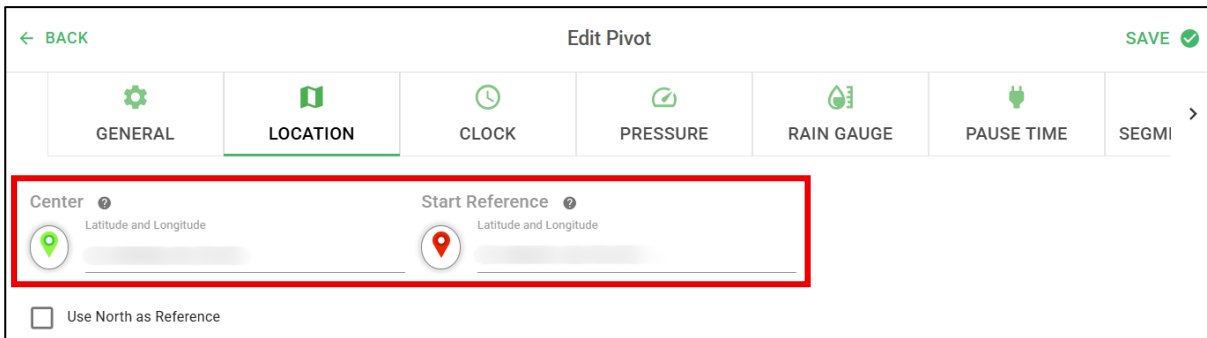 BACK
Edit Pivot
SAVE
GENERAL
LOCATION
CLOCK
PRESSURE
RAIN GAUGE
PAUSE TIME
Center
Start Reference
Latitude and Longitude
Latitude and Longitude
Use North as Reference